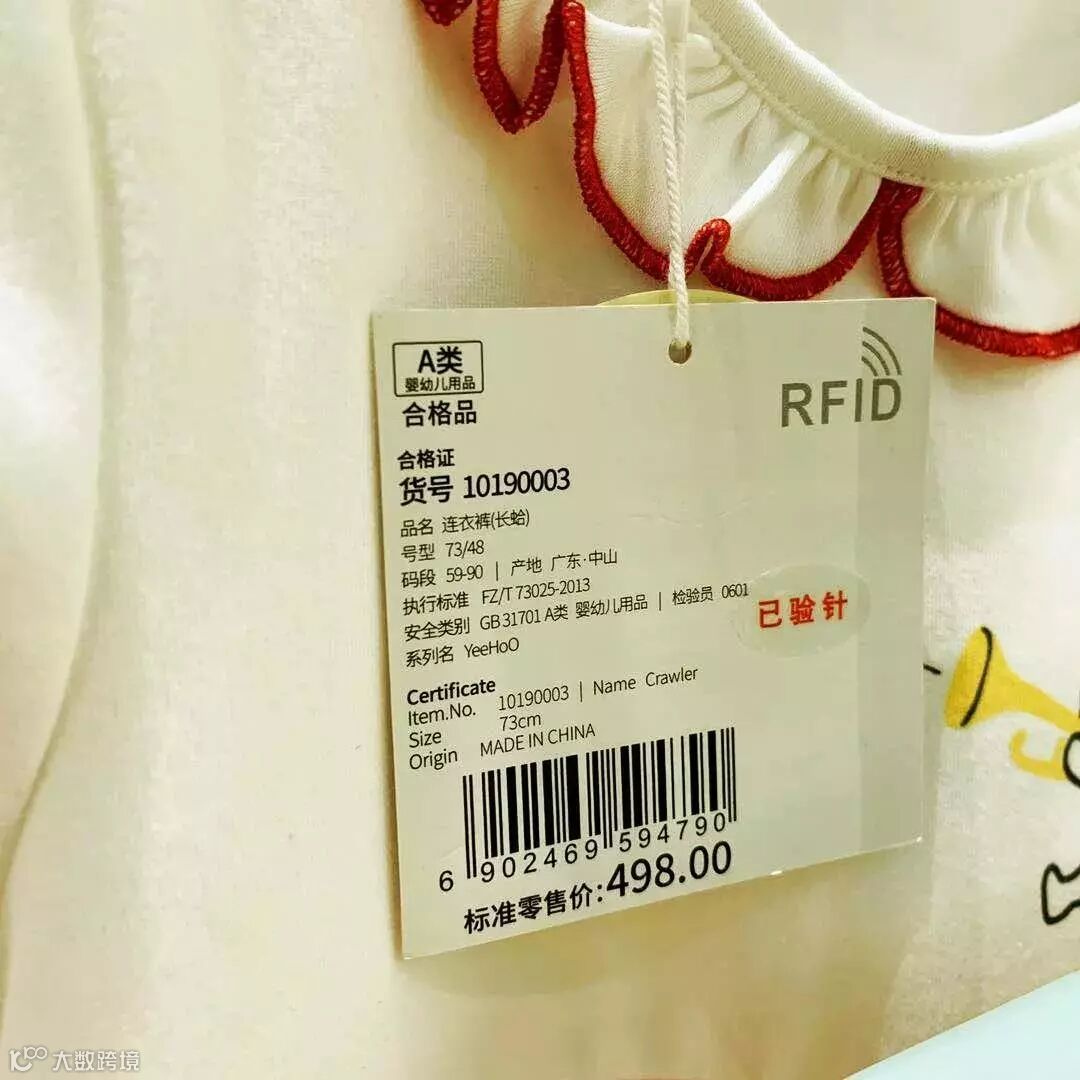 A类
婴幼儿用品
合格品
RFID
合格证
货号 10190003
品名 连衣裤(长蛤)
号型 73/48
码段 59-90 | 产地 广东·中山
执行标准 FZ/T 73025-2013
安全类别 GB 31701 A类 婴幼儿用品 | 检验员 0601
已验针
系列名 YeeHoO
Certificate
Item.No. 10190003 | Name Crawler
Size 73cm
Origin MADE IN CHINA
6 902469 594790
标准零售价:498.00
大数跨境